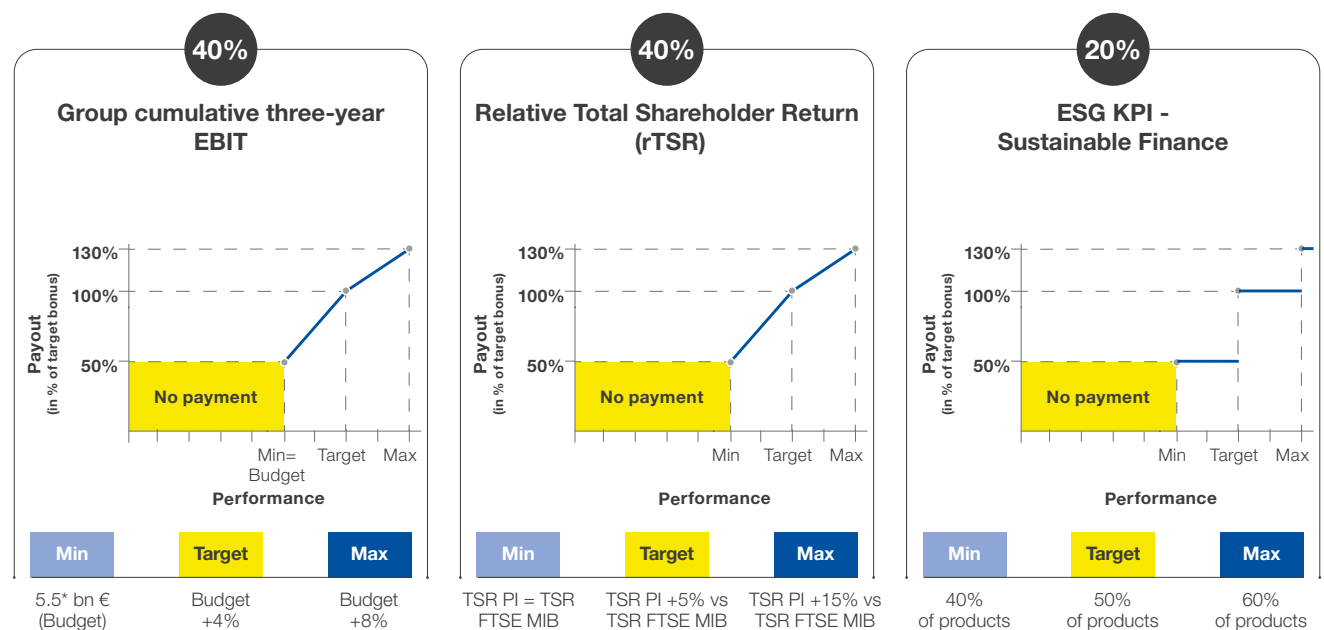 40%
Group cumulative three-year
EBIT
130%
100%
50%
Payout
(in % of target bonus)
No payment
Min=
Budget
Target
Max
Performance
Min
Target
Max
5.5* bn €
(Budget)
Budget
+4%
Budget
+8%
40%
Relative Total Shareholder Return
(rTSR)
130%
100%
50%
Payout
(in % of target bonus)
No payment
Min
Target
Max
Performance
Min
Target
Max
TSR PI = TSR
FTSE MIB
TSR PI +5% vs
TSR FTSE MIB
TSR PI +15% vs
TSR FTSE MIB
20%
ESG KPI -
Sustainable Finance
130%
100%
50%
Payout
(in % of target bonus)
No payment
Min
Target
Max
Performance
Min
Target
Max
40%
of products
50%
of products
60%
of products